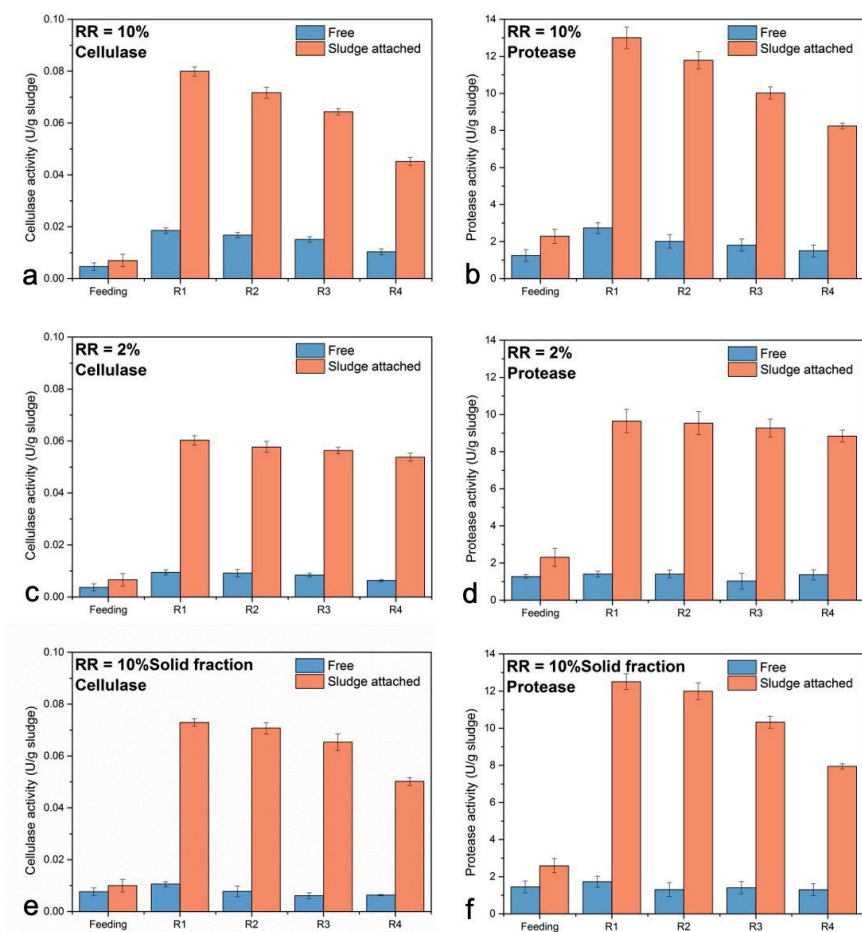 RR = 10%
Cellulase
Free
Sludge attached
Cellulase activity (U/g sludge)
0.10
0.08
0.06
0.04
0.02
0.00
a
Feeding R1 R2 R3 R4
RR = 10%
Protease
Free
Sludge attached
Protease activity (U/g sludge)
14
12
10
8
6
4
2
0
b
Feeding R1 R2 R3 R4
RR = 2%
Cellulase
Free
Sludge attached
Cellulase activity (U/g sludge)
0.10
0.08
0.06
0.04
0.02
0.00
c
Feeding R1 R2 R3 R4
RR = 2%
Protease
Free
Sludge attached
Protease activity (U/g sludge)
14
12
10
8
6
4
2
0
d
Feeding R1 R2 R3 R4
RR = 10%Solid fraction
Cellulase
Free
Sludge attached
Cellulase activity (U/g sludge)
0.10
0.08
0.06
0.04
0.02
0.00
e
Feeding R1 R2 R3 R4
RR = 10%Solid fraction
Protease
Free
Sludge attached
Protease activity (U/g sludge)
14
12
10
8
6
4
2
0
f
Feeding R1 R2 R3 R4